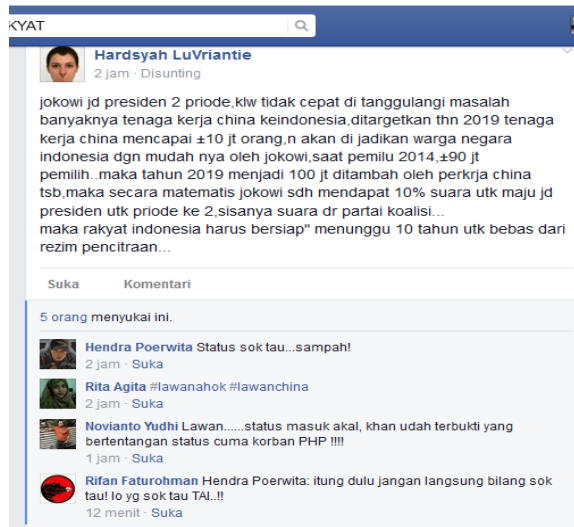 KYAT
Hardsyah LuVriantie
2 jam · Disunting
jokowi jd presiden 2 priode,klw tidak cepat di tanggulangi masalah
banyaknya tenaga kerja china keindonesia,ditargetkan thn 2019 tenaga
kerja china mencapai ±10 jt orang,n akan di jadikan warga negara
indonesia dgn mudah nya oleh jokowi,saat pemilu 2014,±90 jt
pemilih..maka tahun 2019 menjadi 100 jt ditambah oleh perkrja china
tsb,maka secara matematis jokowi sdh mendapat 10% suara utk maju jd
presiden utk priode ke 2,sisanya suara dr partai koalisi...
maka rakyat indonesia harus bersiap" menunggu 10 tahun utk bebas dari
rezim pencitraan...
Suka Komentari
5 orang menyukai ini.
Hendra Poerwita Status sok tau...sampah!
2 jam · Suka
Rita Agita #lawanahok #lawanchina
2 jam · Suka
Novianto Yudhi Lawan......status masuk akal, khan udah terbukti yang
bertentangan status cuma korban PHP !!!!
1 jam · Suka
Rifan Faturohman Hendra Poerwita: itung dulu jangan langsung bilang sok
tau! lo yg sok tau TAI..!!
12 menit · Suka